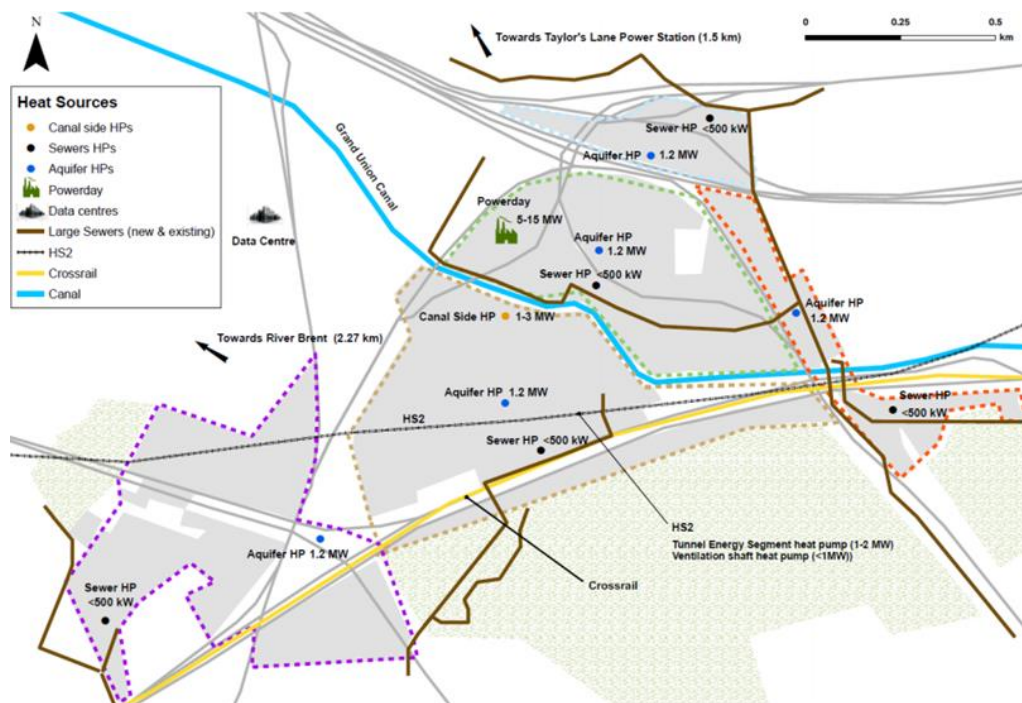 N
Towards Taylor's Lane Power Station (1.5 km)
0 0.25 0.5
km
Heat Sources
Canal side HPs
Sewers HPs
Aquifer HPs
Powerday
Data centres
Large Sewers (new & existing)
HS2
Crossrail
Canal
Grand Union Canal
Sewer HP <500 kW
Aquifer HP 1.2 MW
Powerday
5-15 MW
Data Centre
Aquifer HP
1.2 MW
Sewer HP <500 kW
Canal Side HP 1-3 MW
Aquifer HP
1.2 MW
Towards River Brent (2.27 km)
Aquifer HP 1.2 MW
HS2
Sewer HP
<500 kW
Sewer HP <500 kW
HS2
Tunnel Energy Segment heat pump (1-2 MW)
Ventilation shaft heat pump (<1MW))
Aquifer HP 1.2 MW
Crossrail
Sewer HP
<500 kW